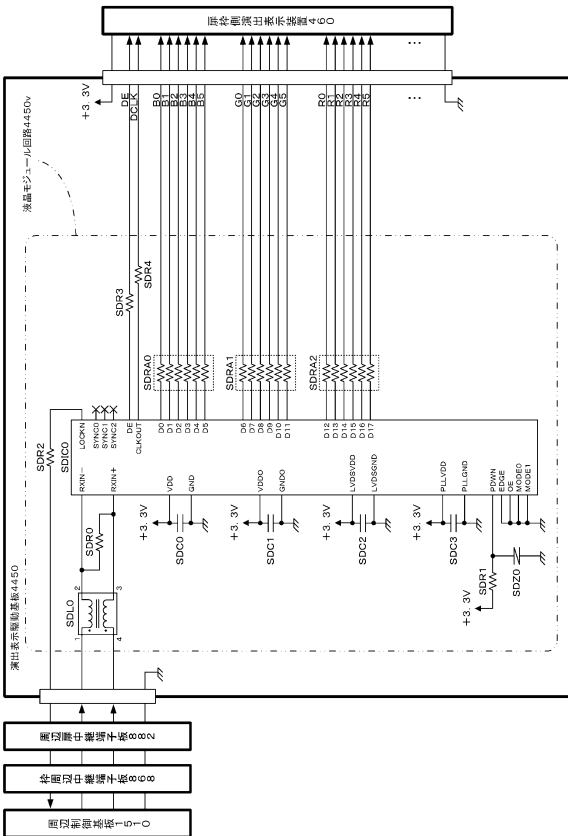 周辺制御基板1510
枠周辺中継端子板868
周辺扉中継端子板882
演出表示駆動基板4450
液晶モジュール回路4450v
扉枠側演出表示装置460
SDL0
1
2
3
4
SDR0
SDR2
SDIC0
RXIN−
RXIN+
VDD
GND
VDDO
GNDO
LVDSVDD
LVDSGND
PLLVDD
PLLGND
PDWN
EDGE
OE
MODE0
MODE1
LOCKN
SYNC0
SYNC1
SYNC2
DE
CLKOUT
D0
D1
D2
D3
D4
D5
D6
D7
D8
D9
D10
D11
D12
D13
D14
D15
D16
D17
+3. 3V
SDC0
+3. 3V
SDC1
+3. 3V
SDC2
+3. 3V
SDC3
+3. 3V
SDR1
SDZ0
SDR3
SDR4
SDRA0
SDRA1
SDRA2
+3. 3V
DE
DCLK
B0
B1
B2
B3
B4
B5
G0
G1
G2
G3
G4
G5
R0
R1
R2
R3
R4
R5
...
...